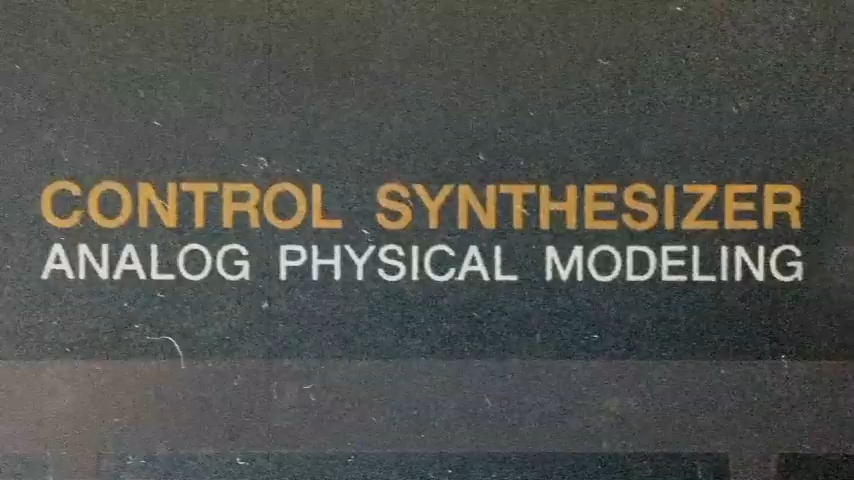 CONTROL SYNTHESIZER
ANALOG PHYSICAL MODELING